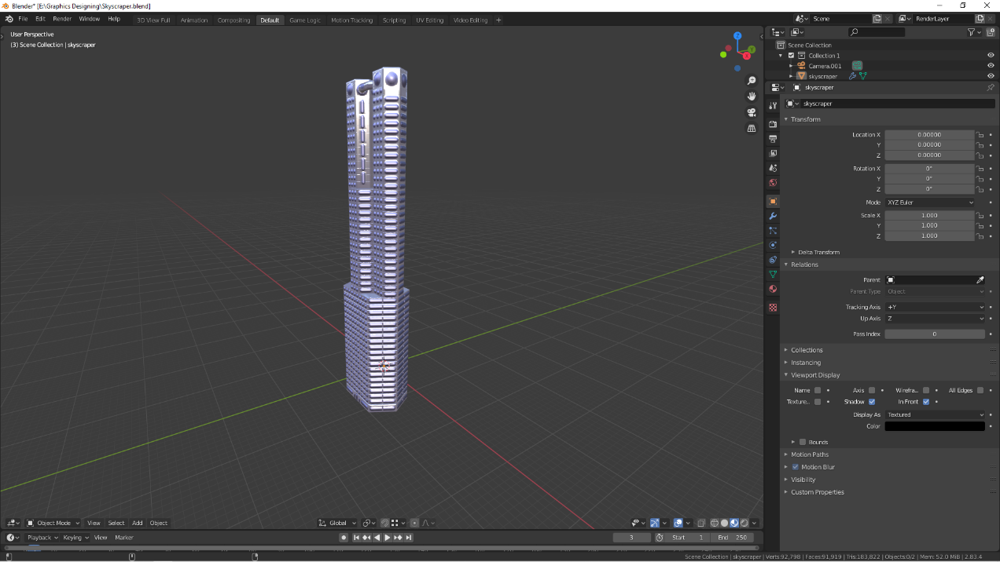 Blender* [E:\Graphics Designing\Skyscraper.blend]
File Edit Render Window Help 3D View Full Animation Compositing Default Game Logic Motion Tracking Scripting UV Editing Video Editing + Scene RenderLayer
User Perspective
(3) Scene Collection | skyscraper
Z
Y
X
Scene Collection
Collection 1
Camera.001
skyscraper
skyscraper
skyscraper
Transform
Location X 0.00000
Y 0.00000
Z 0.00000
Rotation X 0°
Y 0°
Z 0°
Mode XYZ Euler
Scale X 1.000
Y 1.000
Z 1.000
Delta Transform
Relations
Parent
Parent Type Object
Tracking Axis +Y
Up Axis Z
Pass Index 0
Collections
Instancing
Viewport Display
Name Axis Wirefra.. All Edges
Texture.. Shadow In Front
Display As Textured
Color
Bounds
Motion Paths
Motion Blur
Visibility
Custom Properties
Object Mode View Select Add Object Global
Playback Keying View Marker 3 Start 1 End 250
Scene Collection | skyscraper | Verts:92,798 | Faces:91,919 | Tris:183,822 | Objects:0/2 | Mem: 52.0 MiB | 2.83.4